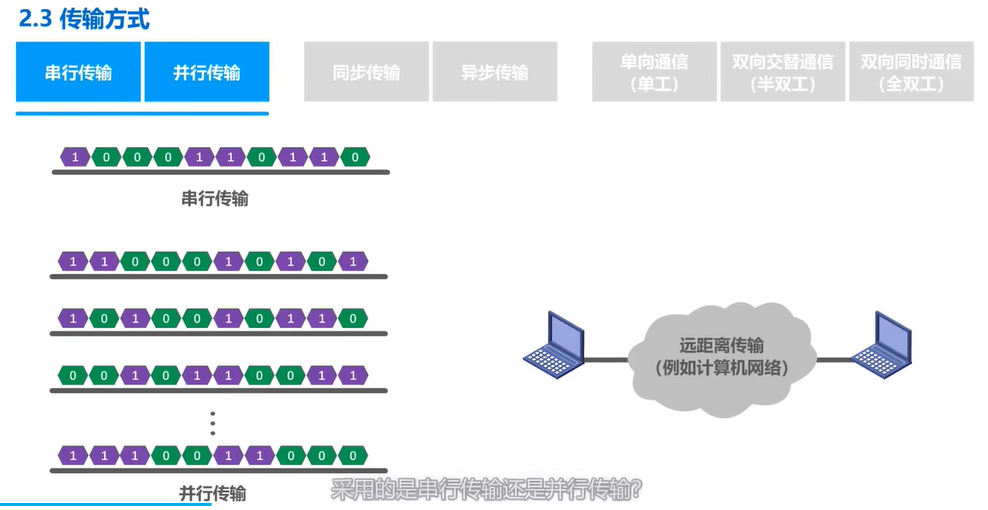 2.3 传输方式
串行传输
并行传输
同步传输
异步传输
单向通信
（单工）
双向交替通信
（半双工）
双向同时通信
（全双工）
1 0 0 0 1 1 0 1 1 0
串行传输
1 1 0 0 0 1 0 1 0 1
1 0 1 0 0 1 0 1 1 0
0 0 1 0 1 1 0 0 1 1
1 1 1 0 0 1 1 0 0 0
并行传输
远距离传输
（例如计算机网络）
采用的是串行传输还是并行传输？